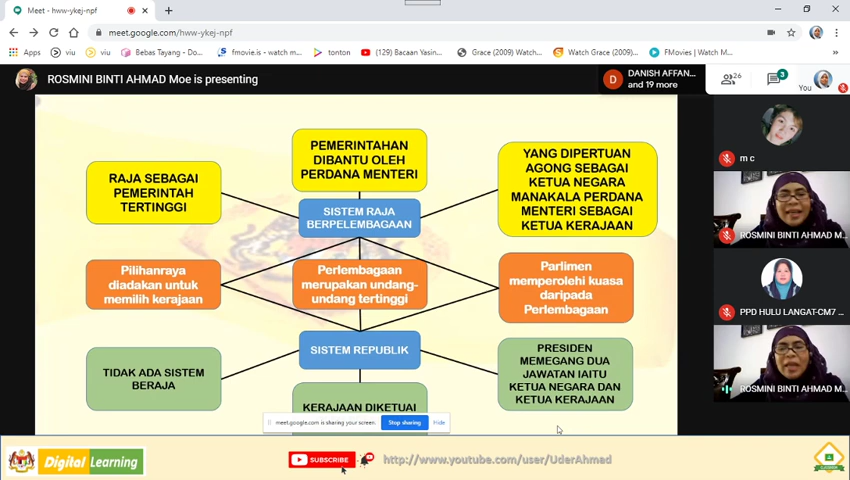 Meet - hww-ykej-npf
meet.google.com/hww-ykej-npf
Apps
viu
viu
Bebas Tayang - Do...
fmovie.is - watch m...
tonton
(129) Bacaan Yasin...
Grace (2009) Watch...
Watch Grace (2009)...
FMovies | Watch M...
ROSMINI BINTI AHMAD Moe is presenting
D
DANISH AFFAN...
and 19 more
26
3
You
PEMERINTAHAN
DIBANTU OLEH
PERDANA MENTERI
RAJA SEBAGAI
PEMERINTAH
TERTINGGI
YANG DIPERTUAN
AGONG SEBAGAI
KETUA NEGARA
MANAKALA PERDANA
MENTERI SEBAGAI
KETUA KERAJAAN
SISTEM RAJA
BERPELEMBAGAAN
Pilihanraya
diadakan untuk
memilih kerajaan
Perlembagaan
merupakan undang-
undang tertinggi
Parlimen
memperolehi kuasa
daripada
Perlembagaan
SISTEM REPUBLIK
TIDAK ADA SISTEM
BERAJA
KERAJAAN DIKETUAI
PRESIDEN
MEMEGANG DUA
JAWATAN IAITU
KETUA NEGARA DAN
KETUA KERAJAAN
m c
ROSMINI BINTI AHMAD M...
PPD HULU LANGAT-CM7 ...
ROSMINI BINTI AHMAD M...
meet.google.com is sharing your screen.
Stop sharing
Hide
Digital Learning
SUBSCRIBE
http://www.youtube.com/user/UderAhmad